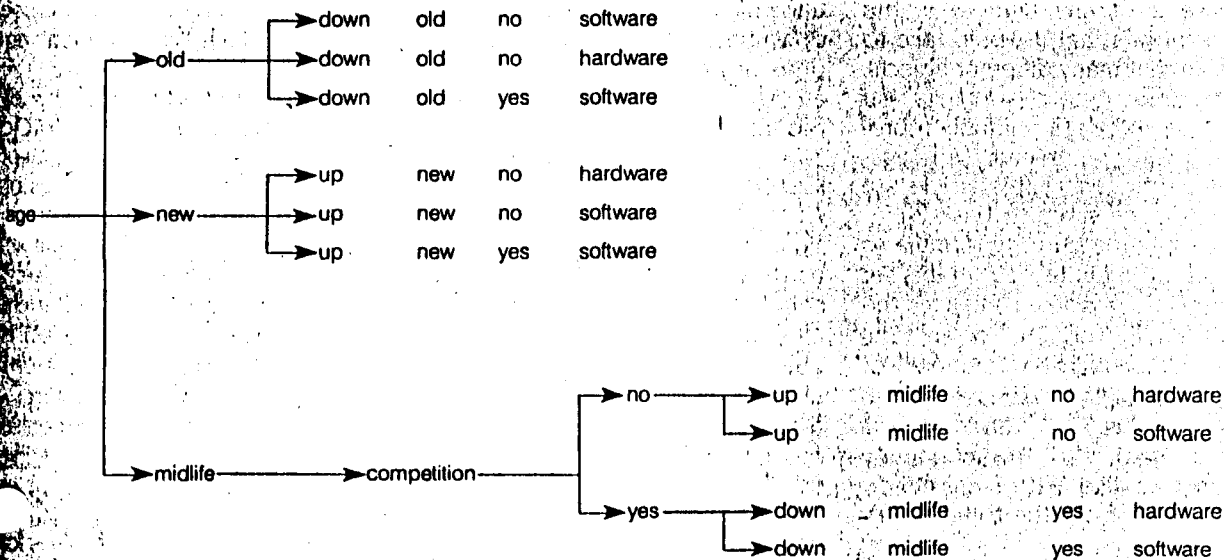 down old no software
old down old no hardware
down old yes software
up new no hardware
age new up new no software
up new yes software
no up midlife no hardware
up midlife no software
midlife competition
yes down midlife yes hardware
down midlife yes software